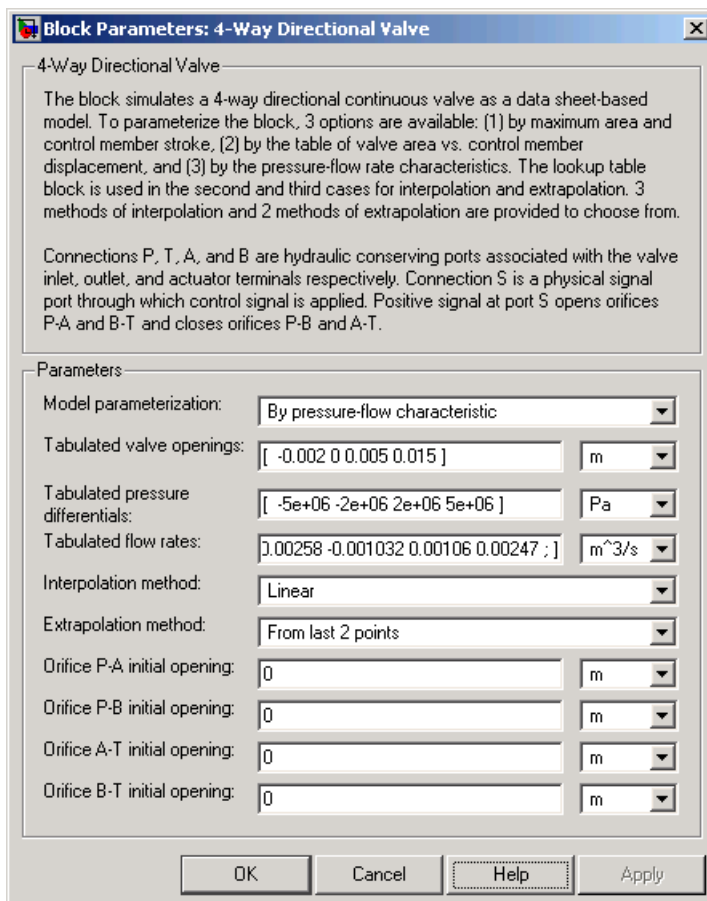 Block Parameters: 4-Way Directional Valve
4-Way Directional Valve
The block simulates a 4-way directional continuous valve as a data sheet-based
model. To parameterize the block, 3 options are available: (1) by maximum area and
control member stroke, (2) by the table of valve area vs. control member
displacement, and (3) by the pressure-flow rate characteristics. The lookup table
block is used in the second and third cases for interpolation and extrapolation. 3
methods of interpolation and 2 methods of extrapolation are provided to choose from.
Connections P, T, A, and B are hydraulic conserving ports associated with the valve
inlet, outlet, and actuator terminals respectively. Connection S is a physical signal
port through which control signal is applied. Positive signal at port S opens orifices
P-A and B-T and closes orifices P-B and A-T.
Parameters
Model parameterization: By pressure-flow characteristic
Tabulated valve openings: [ -0.002 0 0.005 0.015 ] m
Tabulated pressure
differentials: [ -5e+06 -2e+06 2e+06 5e+06 ] Pa
Tabulated flow rates: 0.00258 -0.001032 0.00106 0.00247 ; ] m^3/s
Interpolation method: Linear
Extrapolation method: From last 2 points
Orifice P-A initial opening: 0 m
Orifice P-B initial opening: 0 m
Orifice A-T initial opening: 0 m
Orifice B-T initial opening: 0 m
OK Cancel Help Apply